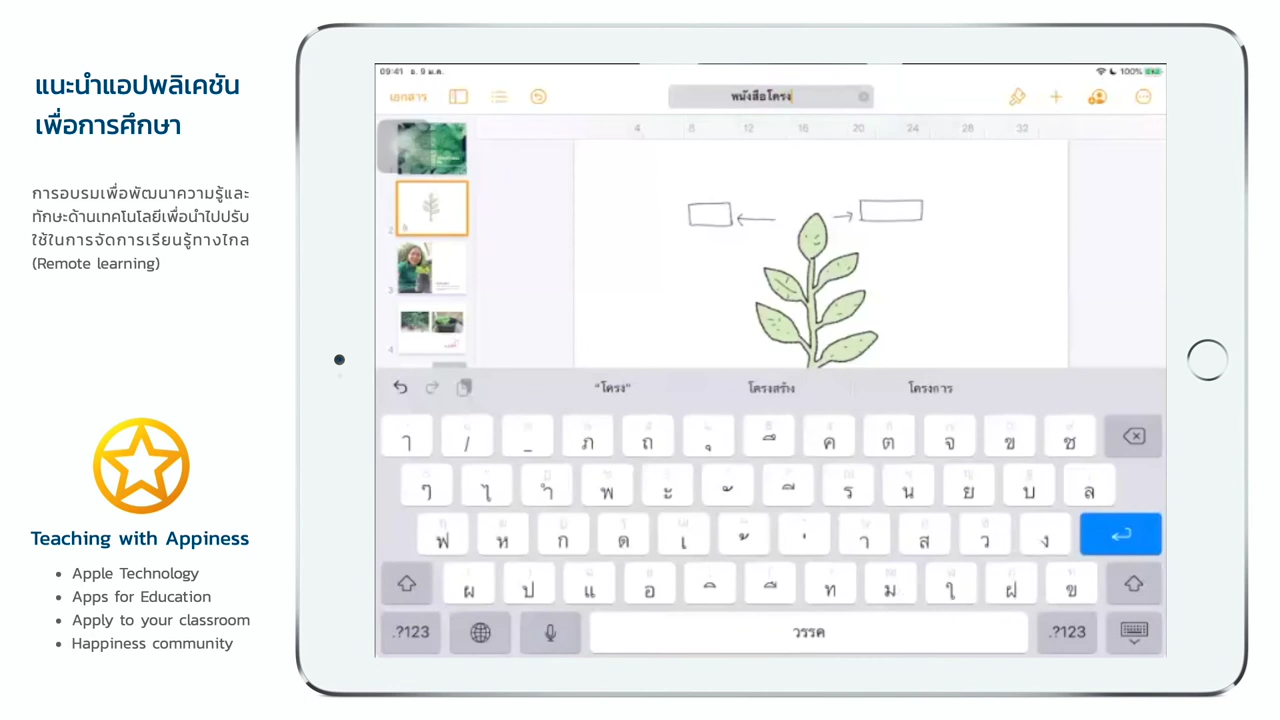 แนะนำแอปพลิเคชัน
เพื่อการศึกษา
การอบรมเพื่อพัฒนาความรู้และ
ทักษะด้านเทคโนโลยีเพื่อนำไปปรับ
ใช้ในการจัดการเรียนรู้ทางไกล
(Remote learning)
Teaching with Appiness
Apple Technology
Apps for Education
Apply to your classroom
Happiness community
09:41 อ. 9 ม.ค.
100%
เอกสาร
หนังสือโครง
4 8 12 16 20 24 28 32
2
3
4
"โครง" โครงสร้าง โครงการ
ๅ / _ ภ ถ ุ ึ ค ต จ ข ช
ๆ ไ ำ พ ะ ั ี ร น ย บ ล
ฟ ห ก ด เ ้ ่ า ส ว ง
ผ ป แ อ ิ ื ท ม ใ ฝ ฃ
.?123 วรรค .?123